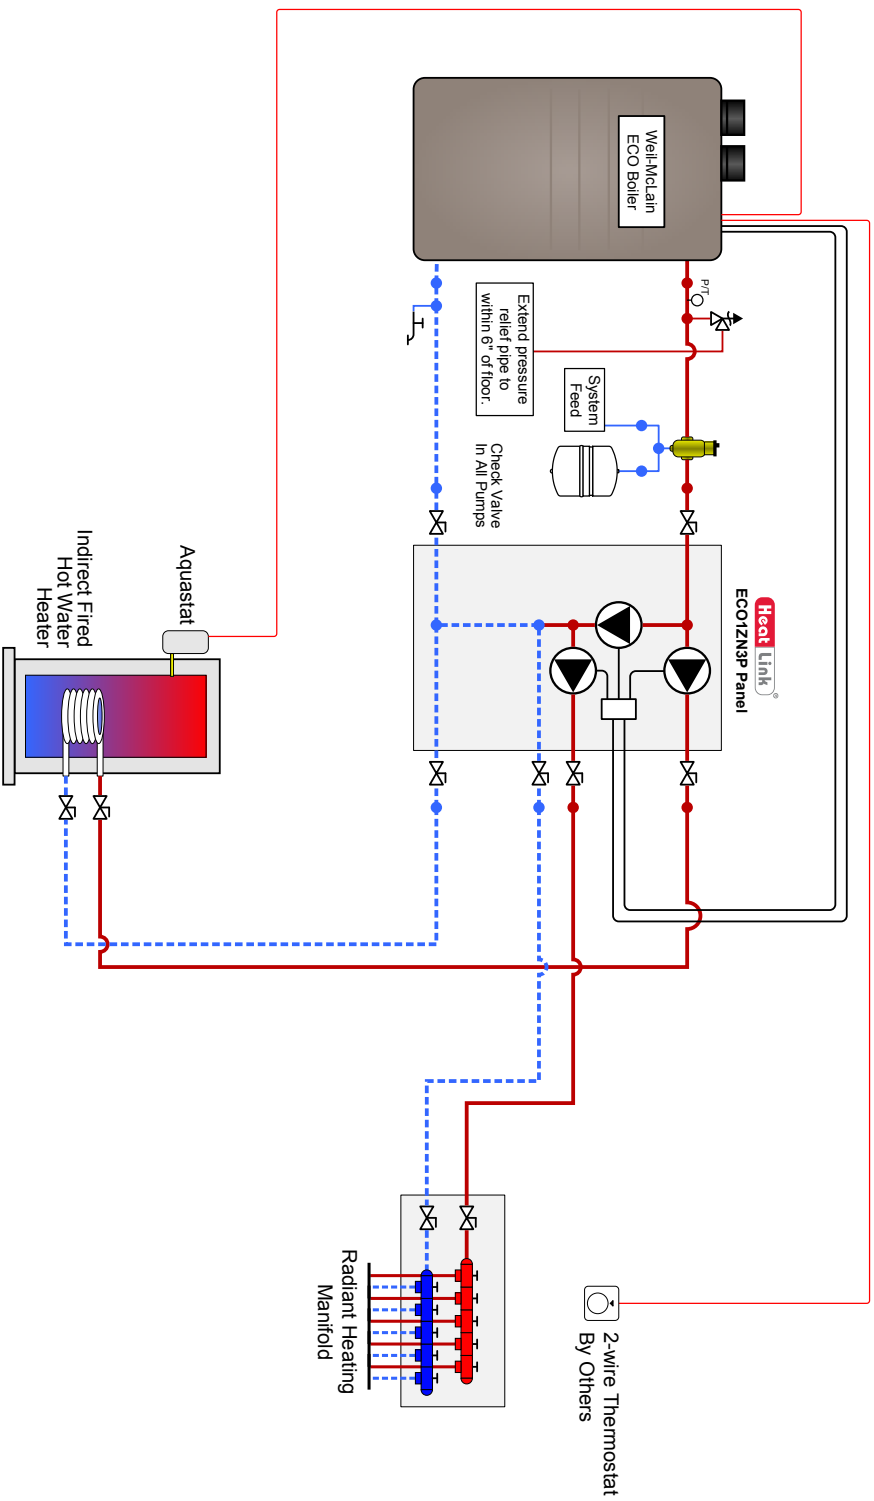 Weil-McLain
ECO Boiler
P/T
Extend pressure
relief pipe to
within 6" of floor.
System
Feed
Check Valve
In All Pumps
Heat Link®
ECO1ZN3P Panel
Aquastat
Indirect Fired
Hot Water
Heater
Radiant Heating
Manifold
2-wire Thermostat
By Others